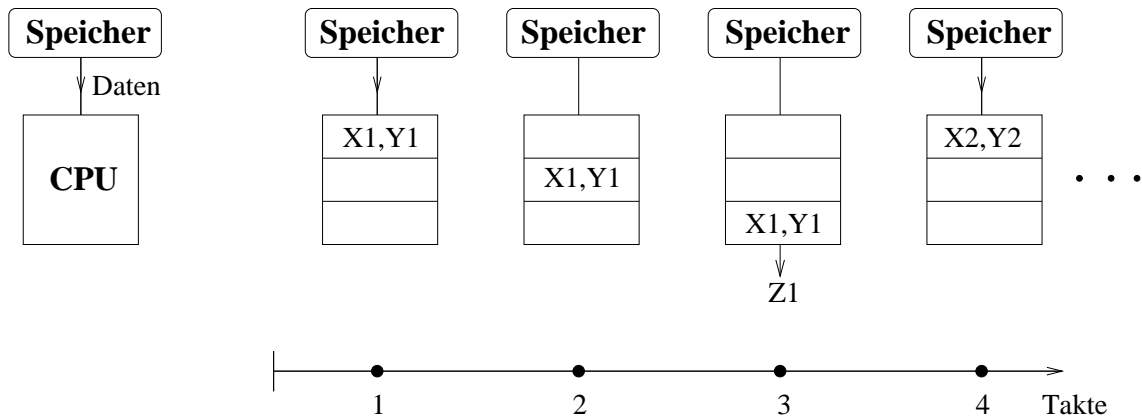 Speicher Speicher Speicher Speicher Speicher
Daten
X1,Y1 X2,Y2
CPU X1,Y1 . . .
X1,Y1
Z1
1 2 3 4 Takte